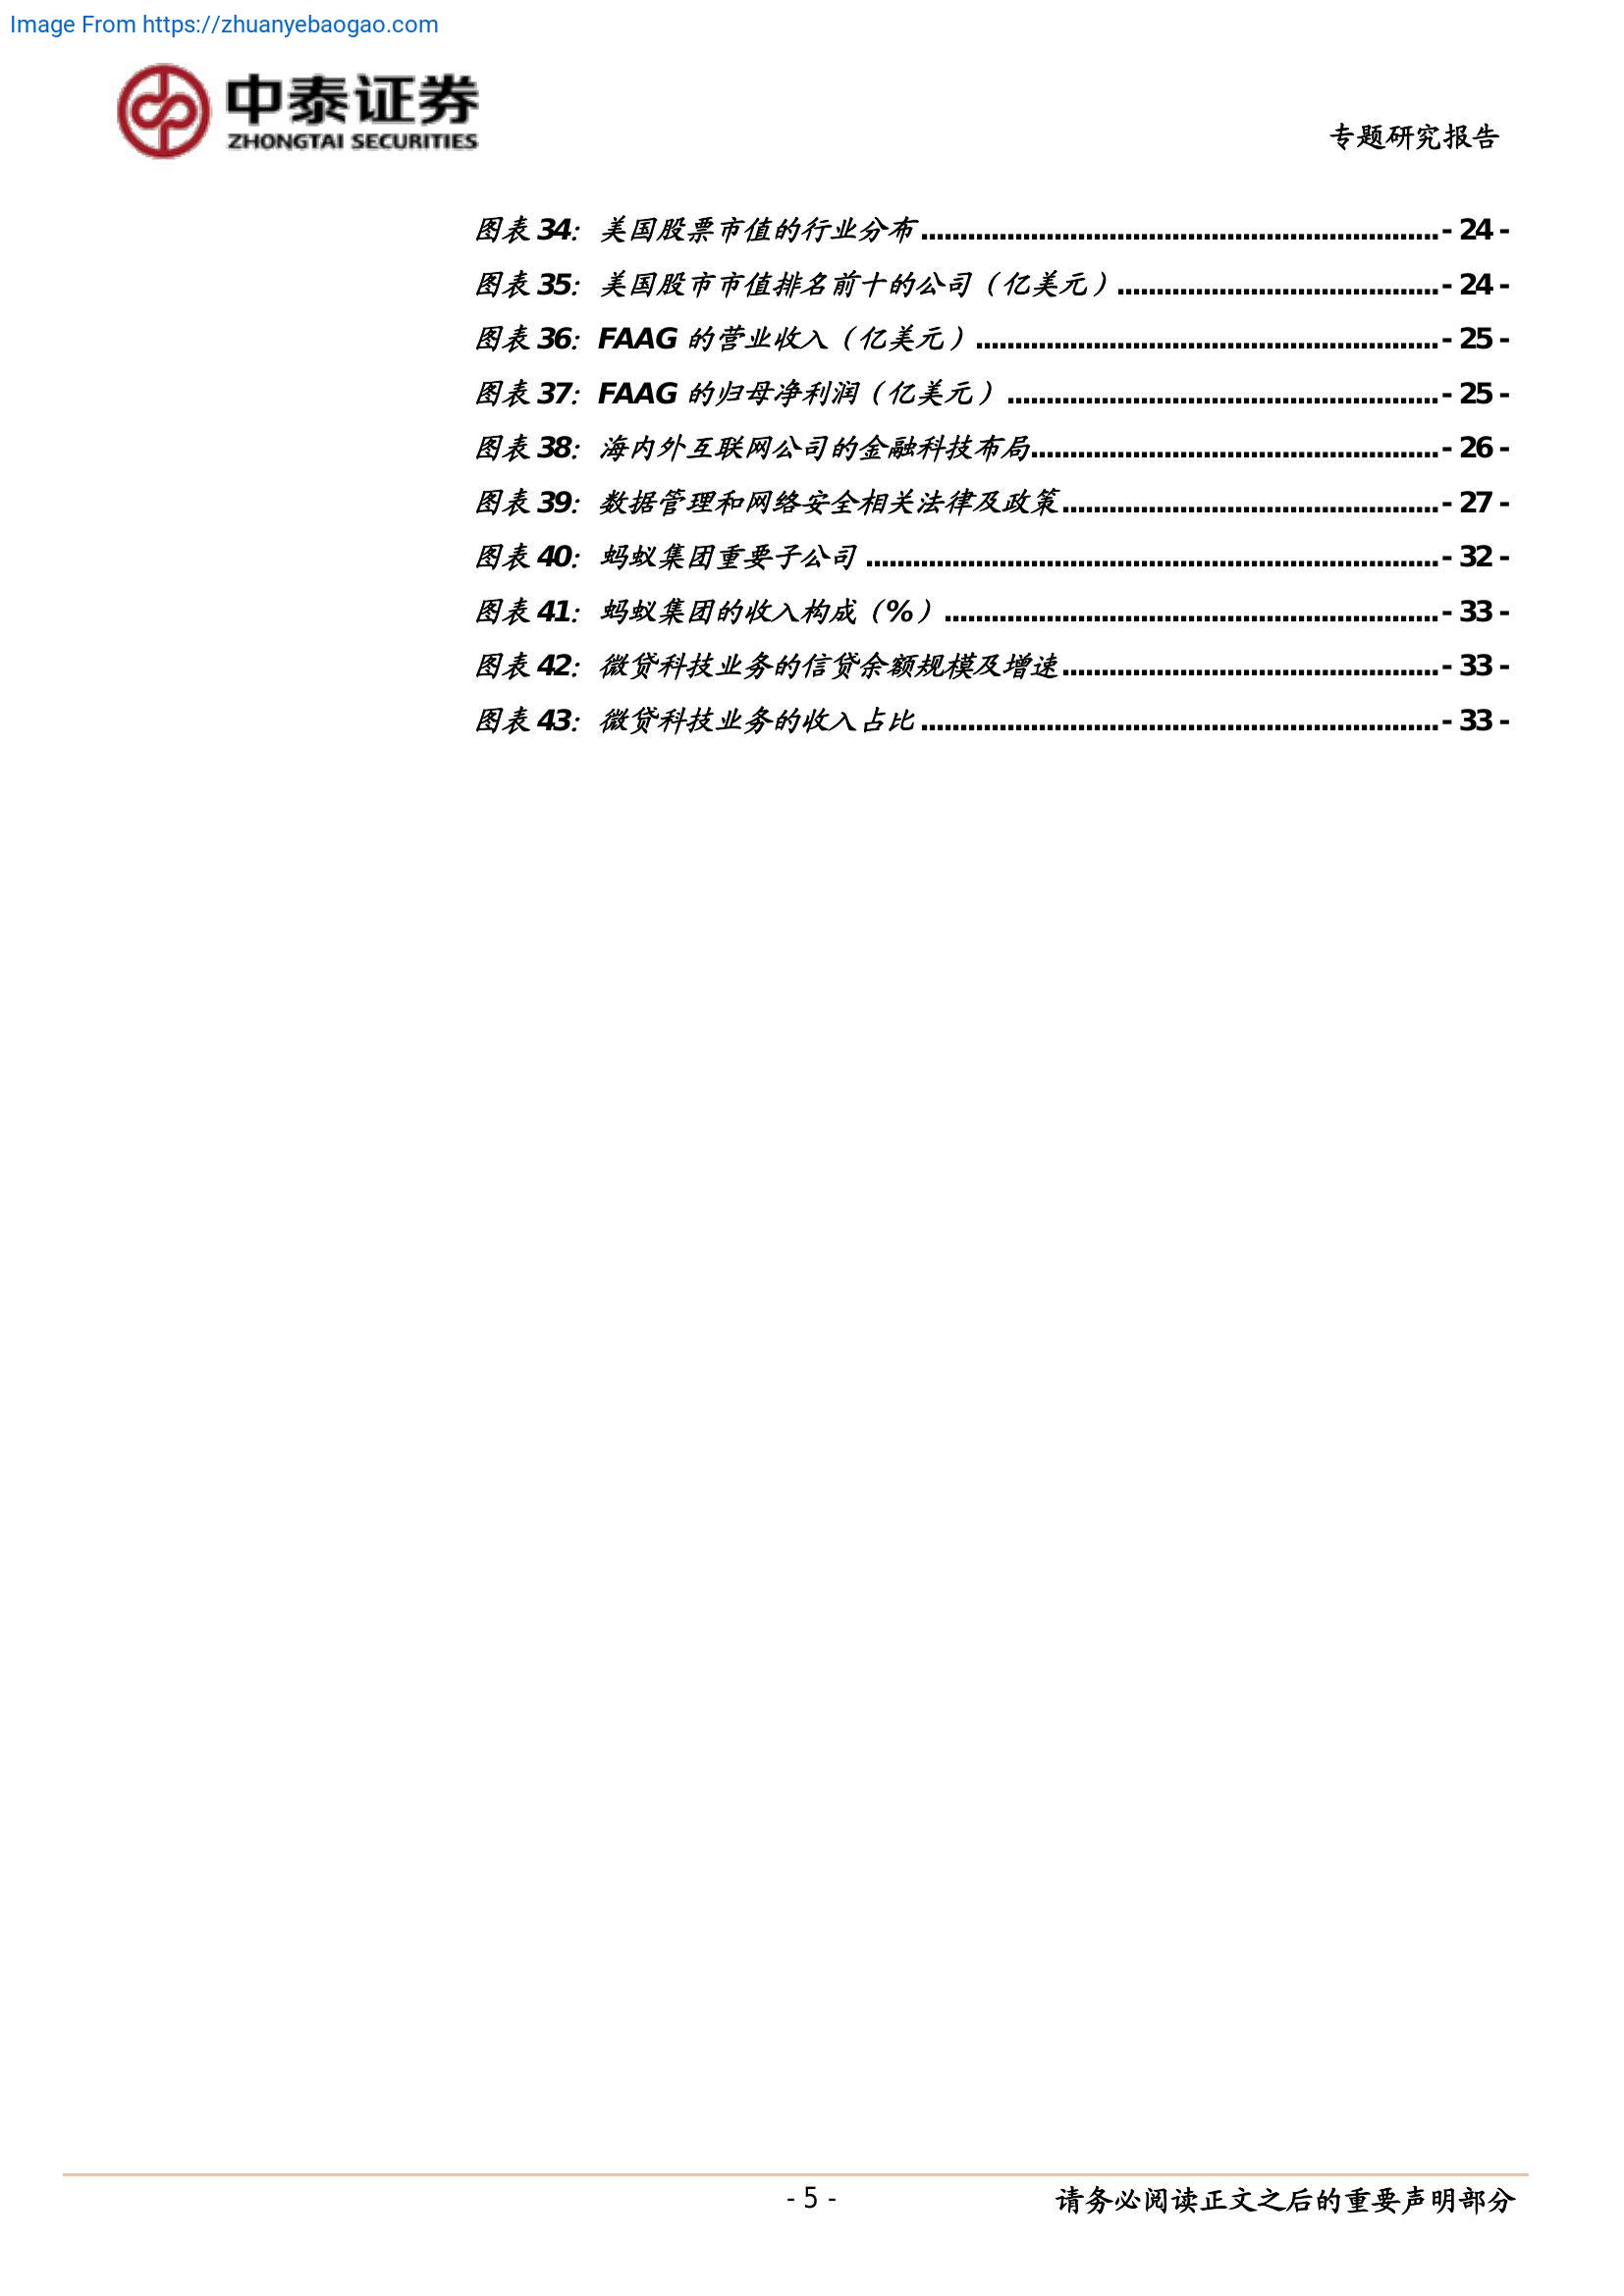 Image From https://zhuanyebaogao.com
中泰证券
ZHONGTAI SECURITIES
专题研究报告
图表 34：美国股票市值的行业分布 - 24 -
图表 35：美国股市市值排名前十的公司（亿美元） - 24 -
图表 36：FAAG 的营业收入（亿美元） - 25 -
图表 37：FAAG 的归母净利润（亿美元） - 25 -
图表 38：海内外互联网公司的金融科技布局 - 26 -
图表 39：数据管理和网络安全相关法律及政策 - 27 -
图表 40：蚂蚁集团重要子公司 - 32 -
图表 41：蚂蚁集团的收入构成（%） - 33 -
图表 42：微贷科技业务的信贷余额规模及增速 - 33 -
图表 43：微贷科技业务的收入占比 - 33 -
- 5 -
请务必阅读正文之后的重要声明部分